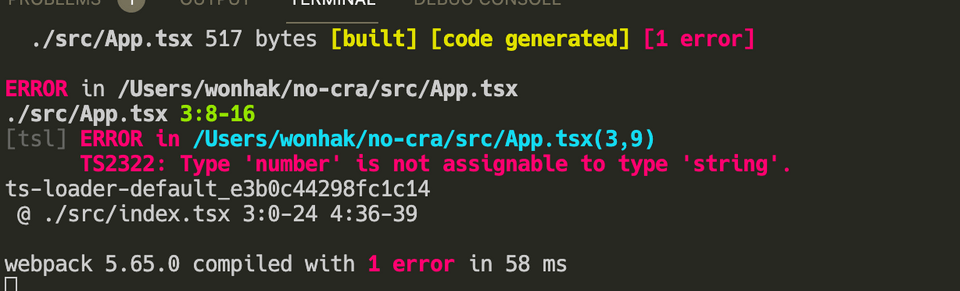 PROBLEMS 1 OUTPUT TERMINAL DEBUG CONSOLE
./src/App.tsx 517 bytes [built] [code generated] [1 error]
ERROR in /Users/wonhak/no-cra/src/App.tsx
./src/App.tsx 3:8-16
[tsl] ERROR in /Users/wonhak/no-cra/src/App.tsx(3,9)
TS2322: Type 'number' is not assignable to type 'string'.
ts-loader-default_e3b0c44298fc1c14
@ ./src/index.tsx 3:0-24 4:36-39
webpack 5.65.0 compiled with 1 error in 58 ms